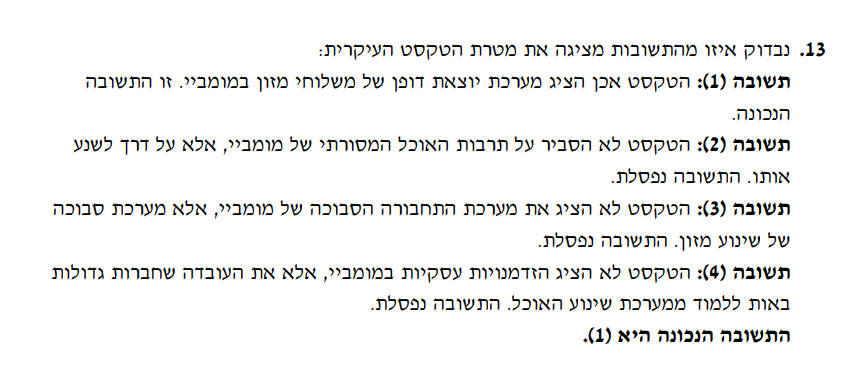 13. נבדוק איזו מהתשובות מציגה את מטרת הטקסט העיקרית:
תשובה (1): הטקסט אכן הציג מערכת יוצאת דופן של משלוחי מזון במומביי. זו התשובה
הנכונה.
תשובה (2): הטקסט לא הסביר על תרבות האוכל המסורתי של מומביי, אלא על דרך לשנע
אותו. התשובה נפסלת.
תשובה (3): הטקסט לא הציג את מערכת התחבורה הסבוכה של מומביי, אלא מערכת סבוכה
של שינוע מזון. התשובה נפסלת.
תשובה (4): הטקסט לא הציג הזדמנויות עסקיות במומביי, אלא את העובדה שחברות גדולות
באות ללמוד ממערכת שינוע האוכל. התשובה נפסלת.
התשובה הנכונה היא (1).